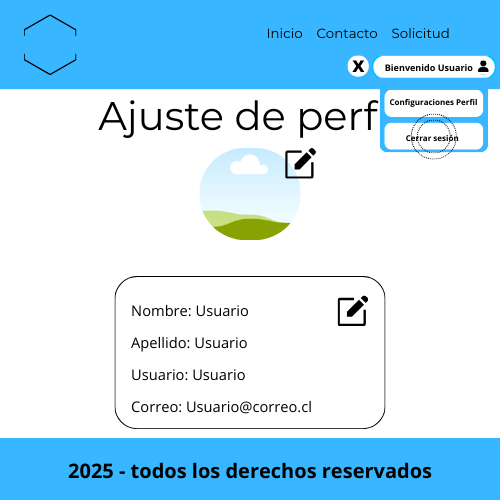 Inicio Contacto Solicitud
X Bienvenido Usuario
Configuraciones Perfil
Cerrar sesión
Ajuste de perf
Nombre: Usuario
Apellido: Usuario
Usuario: Usuario
Correo: Usuario@correo.cl
2025 - todos los derechos reservados